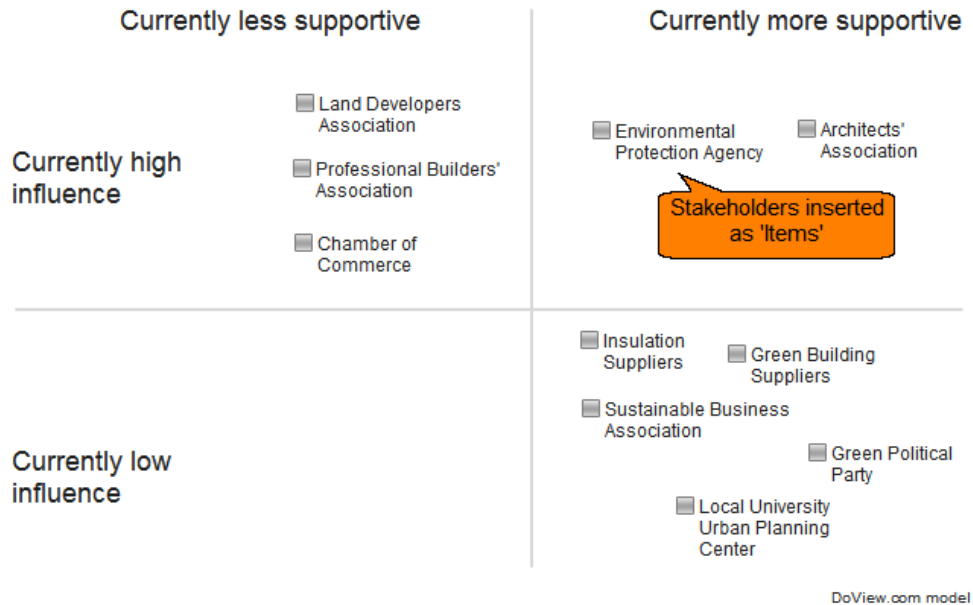 Currently less supportive
Currently more supportive
Land Developers
Association
Environmental
Protection Agency
Architects'
Association
Currently high
influence
Professional Builders'
Association
Stakeholders inserted
as 'Items'
Chamber of
Commerce
Insulation
Suppliers
Green Building
Suppliers
Sustainable Business
Association
Currently low
influence
Green Political
Party
Local University
Urban Planning
Center
DoView.com model